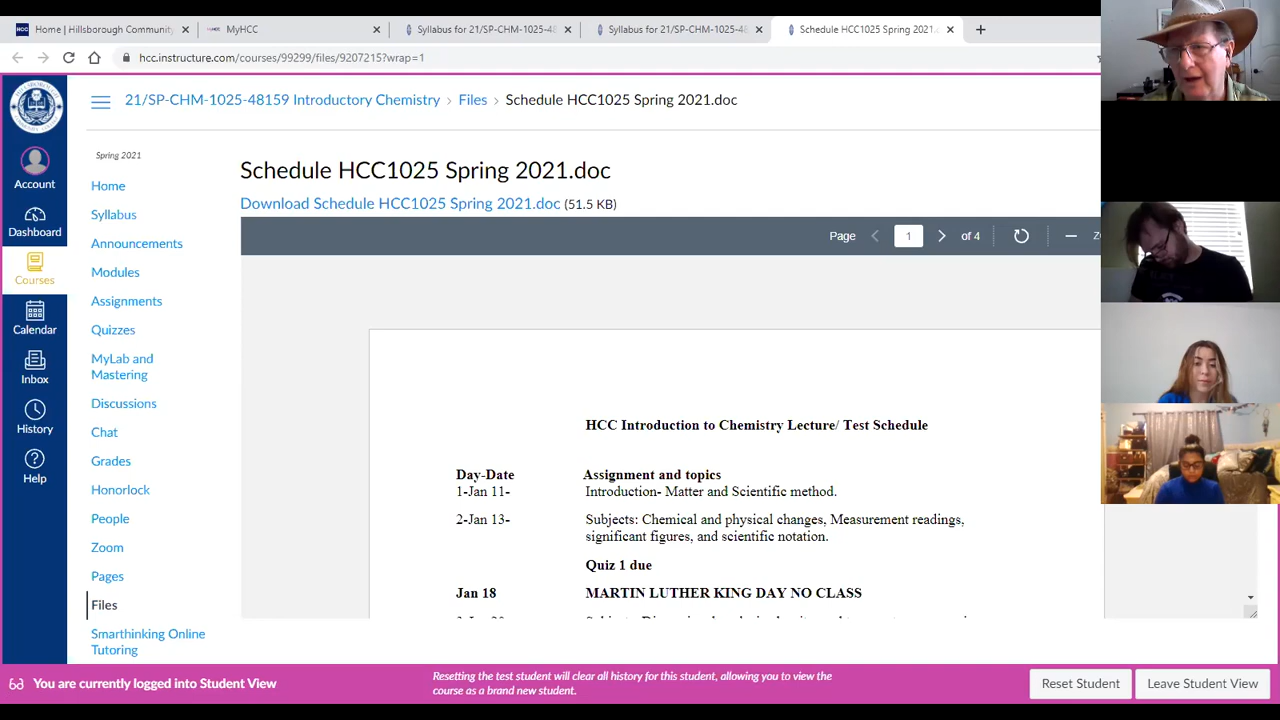 Home | Hillsborough Community
MyHCC
Syllabus for 21/SP-CHM-1025-48
Syllabus for 21/SP-CHM-1025-48
Schedule HCC1025 Spring 2021.
hcc.instructure.com/courses/99299/files/9207215?wrap=1
21/SP-CHM-1025-48159 Introductory Chemistry > Files > Schedule HCC1025 Spring 2021.doc
Account
Dashboard
Courses
Calendar
Inbox
History
Help
Spring 2021
Home
Syllabus
Announcements
Modules
Assignments
Quizzes
MyLab and
Mastering
Discussions
Chat
Grades
Honorlock
People
Zoom
Pages
Files
Smarthinking Online
Tutoring
Schedule HCC1025 Spring 2021.doc
Download Schedule HCC1025 Spring 2021.doc (51.5 KB)
Page 1 of 4
HCC Introduction to Chemistry Lecture/ Test Schedule
Day-Date Assignment and topics
1-Jan 11- Introduction- Matter and Scientific method.
2-Jan 13- Subjects: Chemical and physical changes, Measurement readings,
significant figures, and scientific notation.
Quiz 1 due
Jan 18 MARTIN LUTHER KING DAY NO CLASS
You are currently logged into Student View
Resetting the test student will clear all history for this student, allowing you to view the
course as a brand new student.
Reset Student
Leave Student View